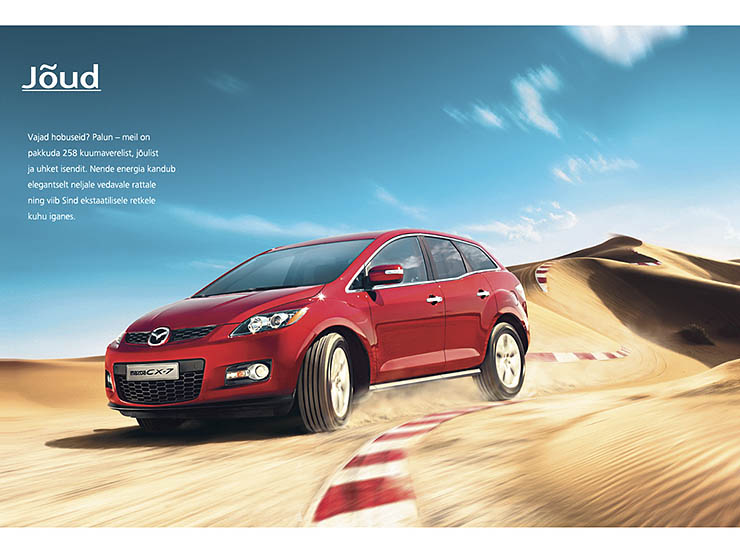 Jõud
Vajad hobuseid? Palun – meil on
pakkuda 258 kuumaverelist, jõulist
ja uhket isendit. Nende energia kandub
elegantselt neljale vedavale rattale
ning viib Sind ekstaatilisele retkele
kuhu iganes.
mazda CX-7